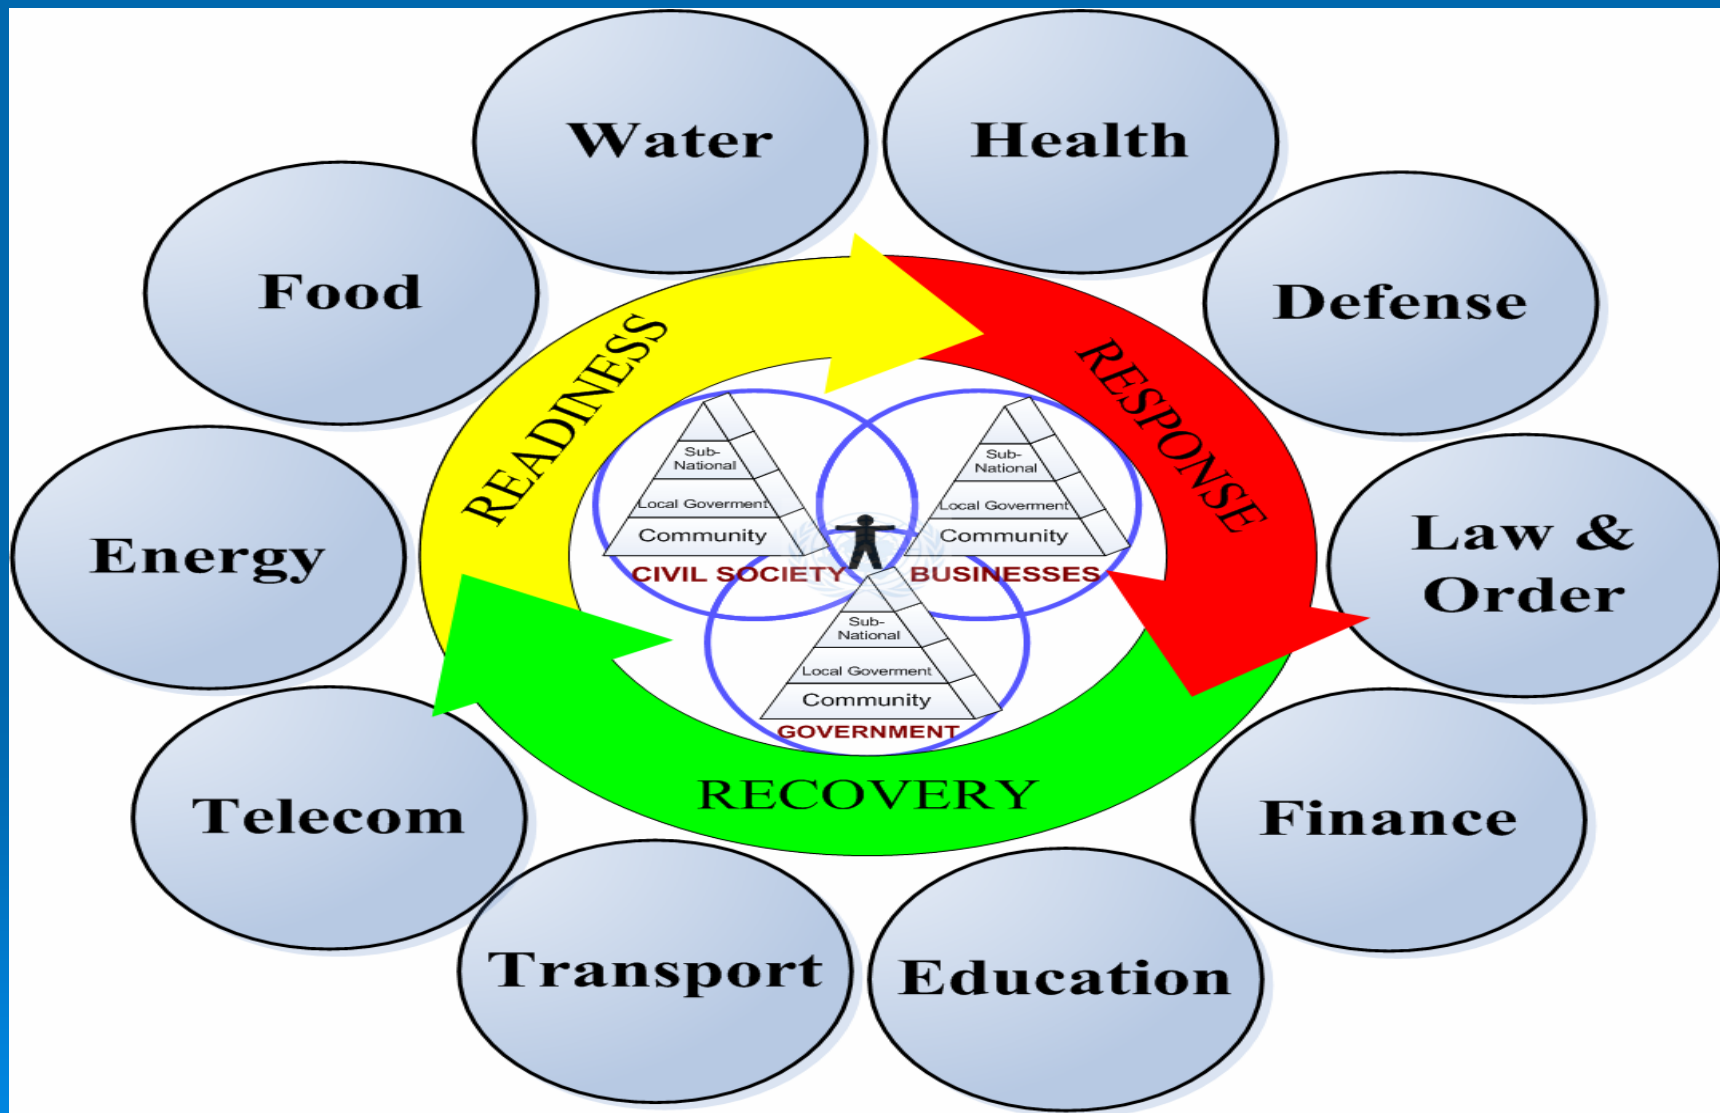 Water
Health
Food
Defense
READINESS
RESPONSE
Sub-
National
Local Goverment
Community
CIVIL SOCIETY
Sub-
National
Local Goverment
Community
BUSINESSES
Sub-
National
Local Goverment
Community
GOVERNMENT
Energy
Law &
Order
Telecom
RECOVERY
Finance
Transport
Education